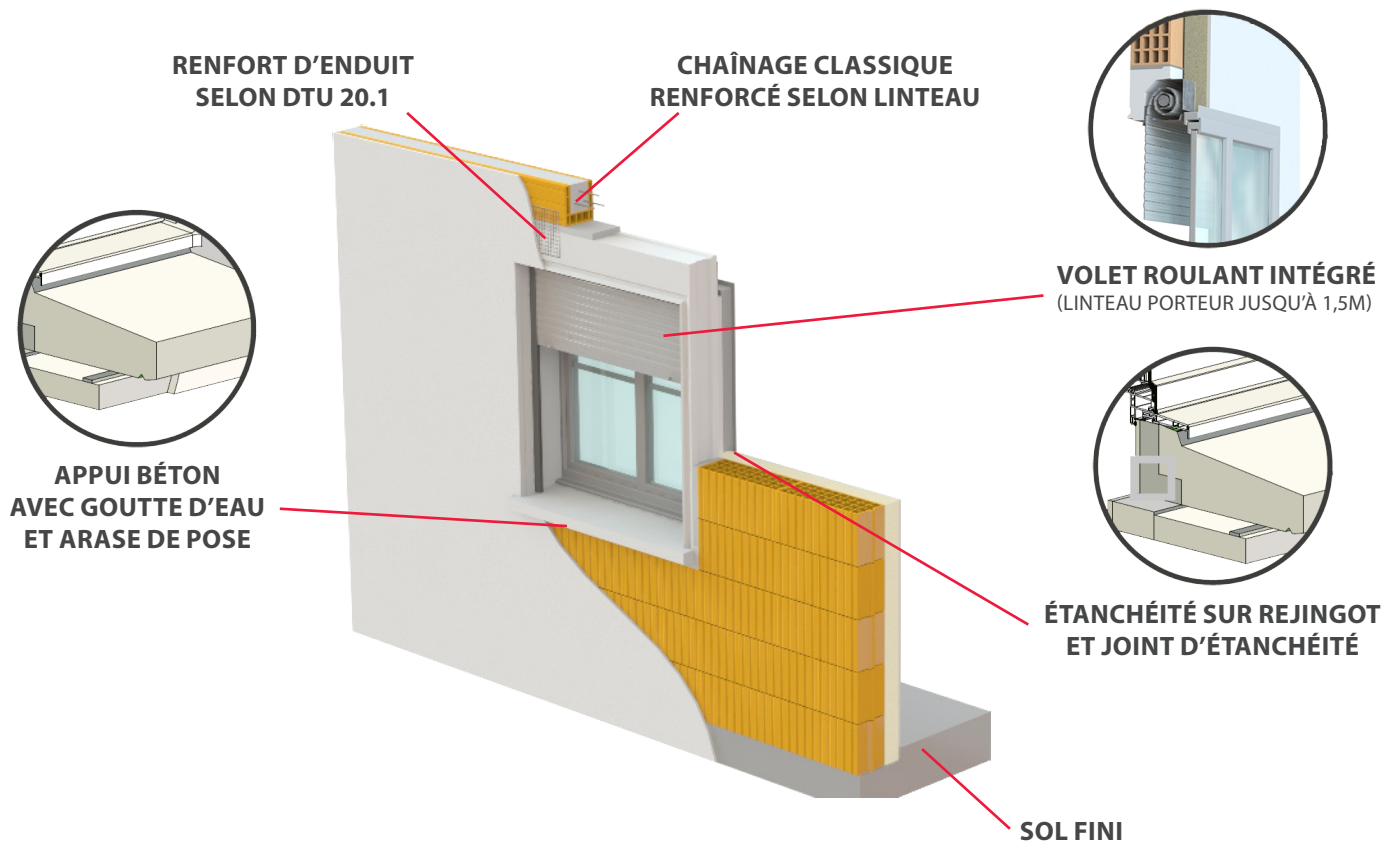 RENFORT D’ENDUIT
SELON DTU 20.1
CHAÎNAGE CLASSIQUE
RENFORCÉ SELON LINTEAU
VOLET ROULANT INTÉGRÉ
(LINTEAU PORTEUR JUSQU’À 1,5M)
APPUI BÉTON
AVEC GOUTTE D’EAU
ET ARASE DE POSE
ÉTANCHÉITÉ SUR REJINGOT
ET JOINT D’ÉTANCHÉITÉ
SOL FINI